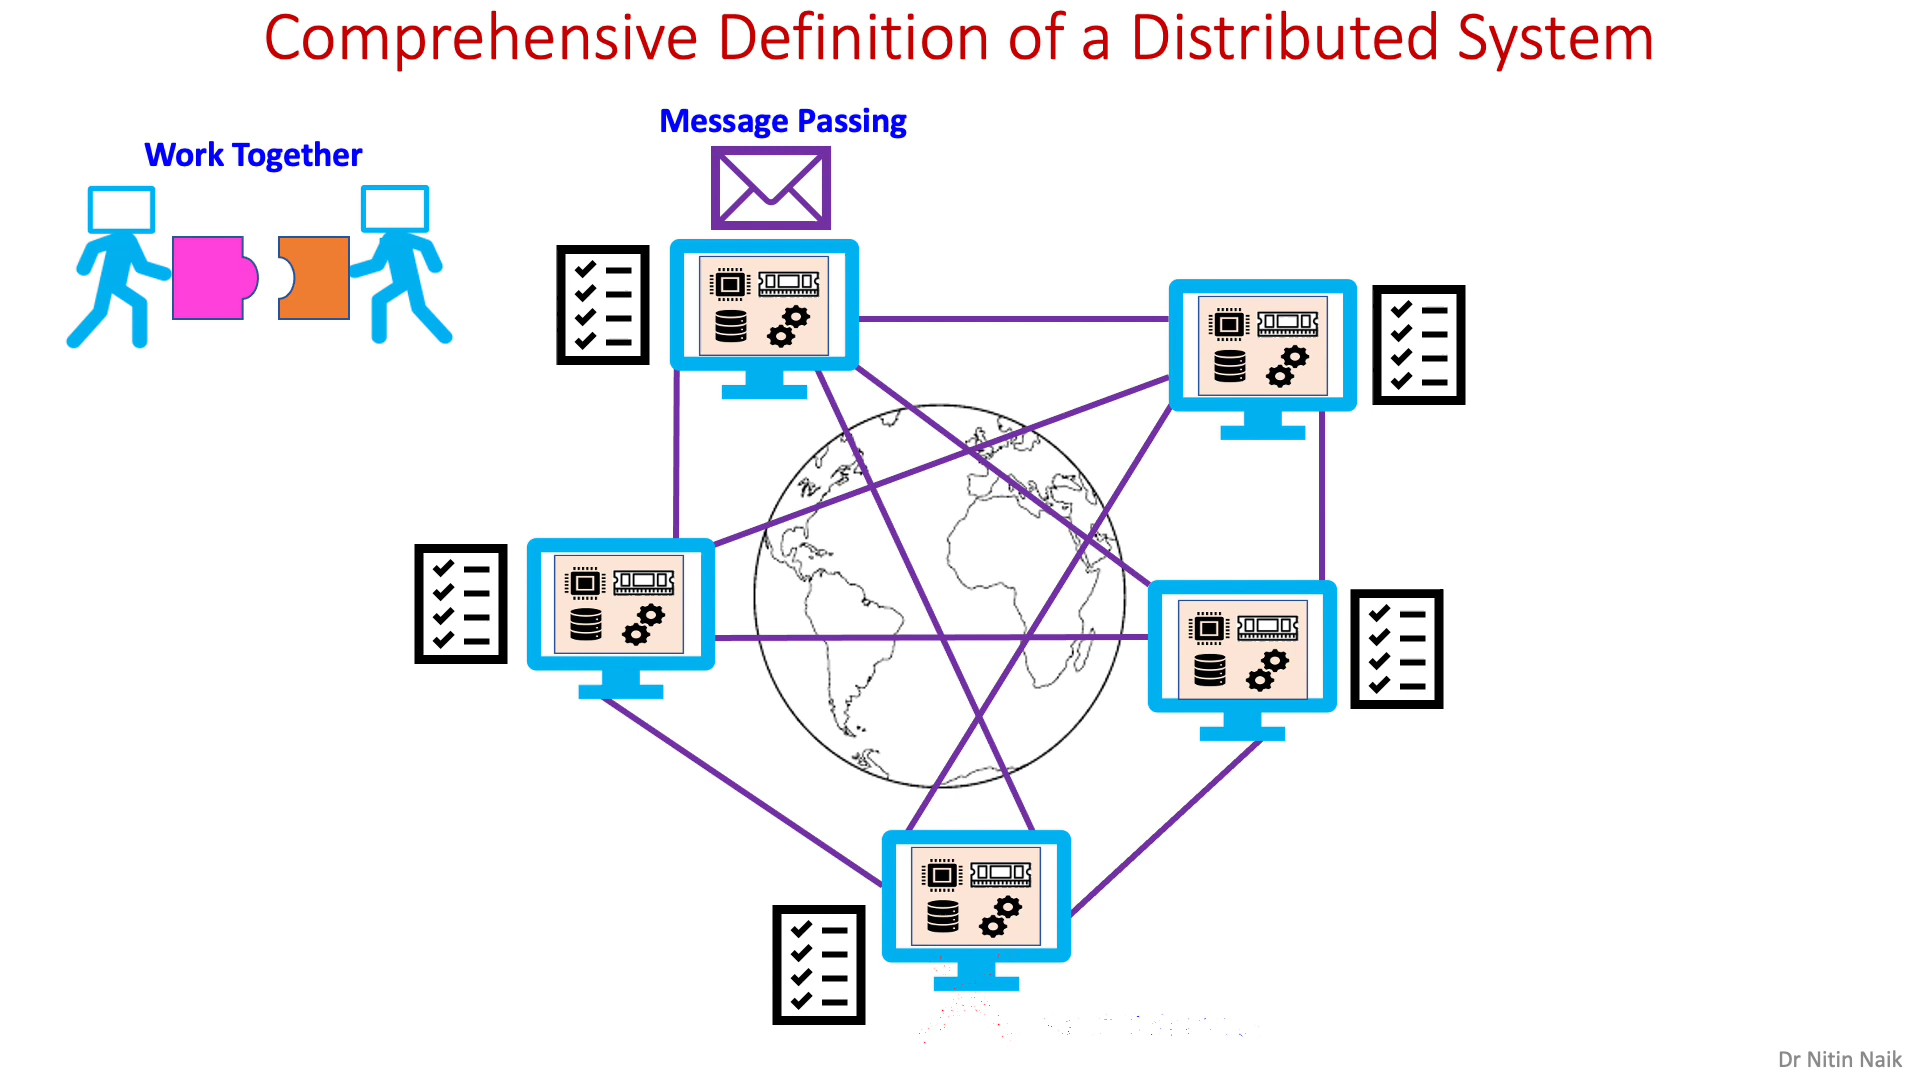 Comprehensive Definition of a Distributed System
Message Passing
Work Together
Dr Nitin Naik